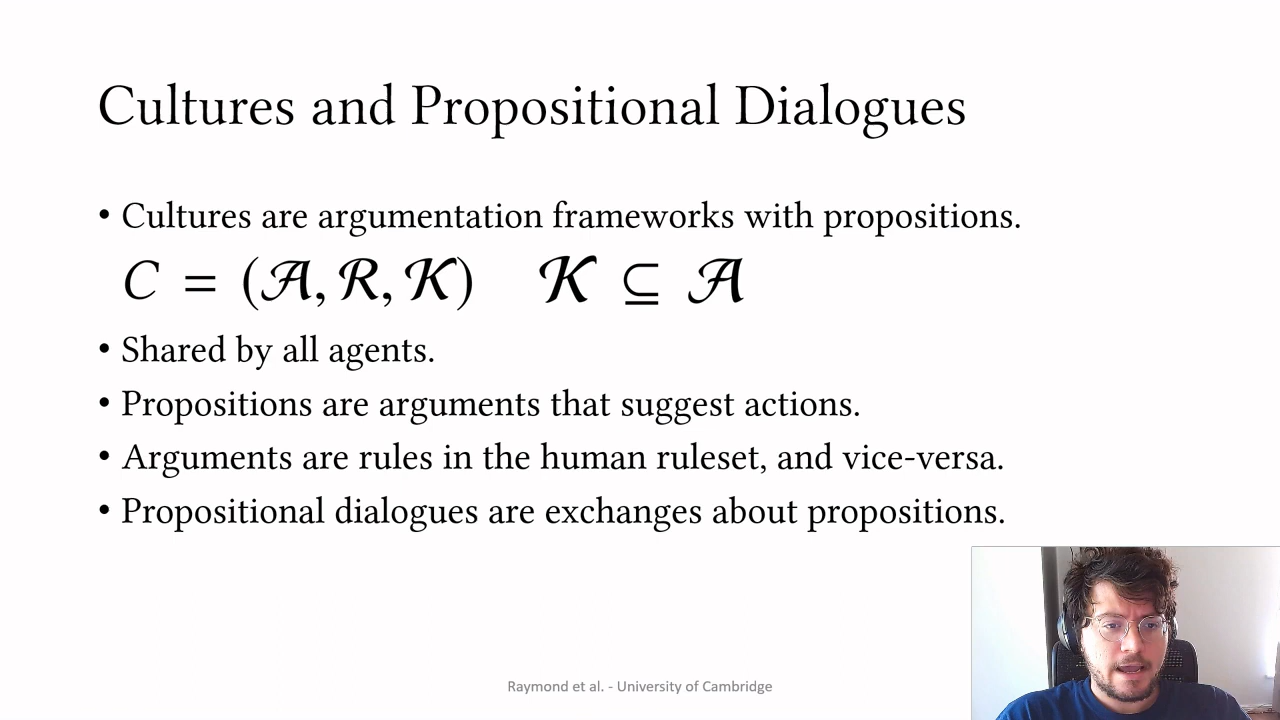 Cultures and Propositional Dialogues
• Cultures are argumentation frameworks with propositions.
C = (𝒜, ℛ, 𝒦)  𝒦 ⊆ 𝒜
• Shared by all agents.
• Propositions are arguments that suggest actions.
• Arguments are rules in the human ruleset, and vice-versa.
• Propositional dialogues are exchanges about propositions.
Raymond et al. - University of Cambridge